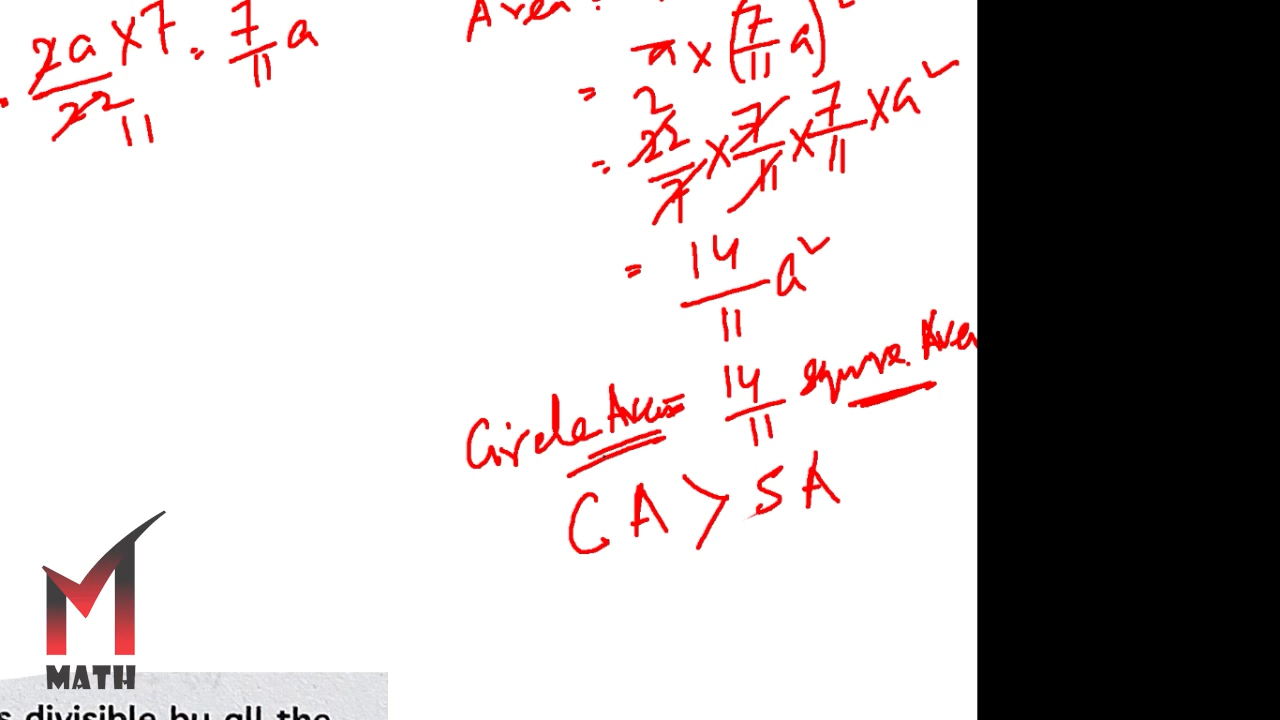 2a × 7 / 22 11 = 7/11 a
Area :
π × (7/11 a)²
= 2
= 22/7 × 7/11 × 7/11 × a²
= 14/11 a²
Circle Area = 14/11 square Area
CA > SA
MATH
s divisible by all the